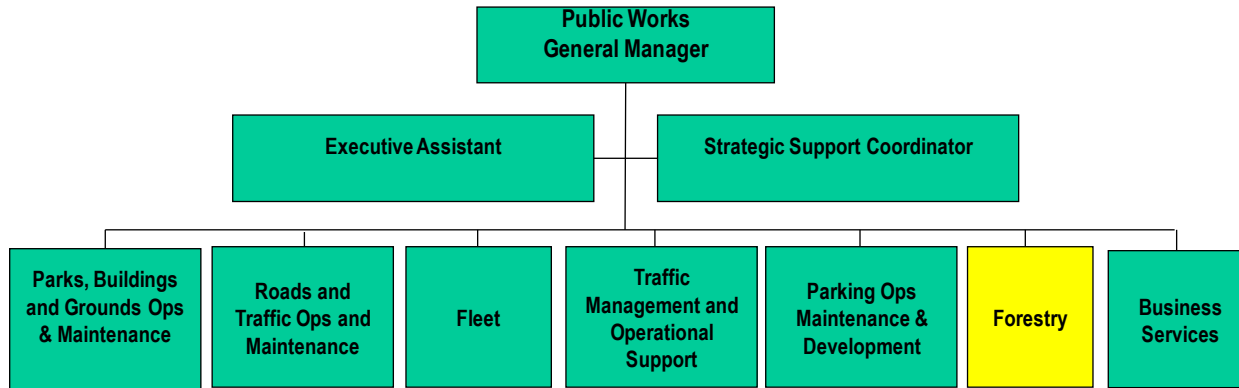 Public Works
General Manager
Executive Assistant
Strategic Support Coordinator
Parks, Buildings
and Grounds Ops
& Maintenance
Roads and
Traffic Ops and
Maintenance
Fleet
Traffic
Management and
Operational
Support
Parking Ops
Maintenance &
Development
Forestry
Business
Services